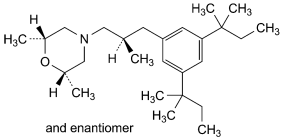 H₃C CH₃
H
N
CH₃
H₃C
O
H CH₃
H₃C
H CH₃
H₃C
CH₃
and enantiomer